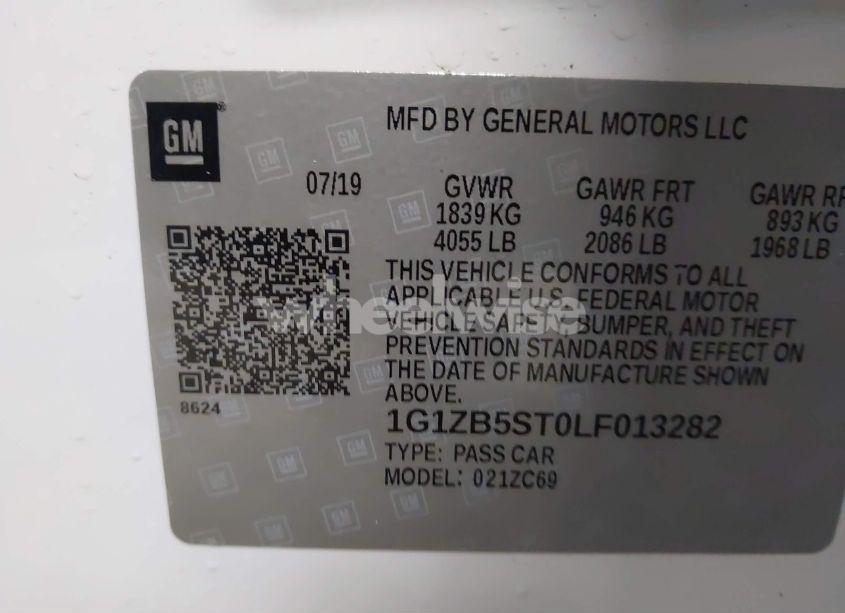 GM
MFD BY GENERAL MOTORS LLC
07/19
GVWR GAWR FRT GAWR RR
1839 KG 946 KG 893 KG
4055 LB 2086 LB 1968 LB
THIS VEHICLE CONFORMS TO ALL
APPLICABLE U.S. FEDERAL MOTOR
VEHICLE SAFETY, BUMPER, AND THEFT
PREVENTION STANDARDS IN EFFECT ON
THE DATE OF MANUFACTURE SHOWN
ABOVE.
8624
1G1ZB5ST0LF013282
TYPE: PASS CAR
MODEL: 021ZC69